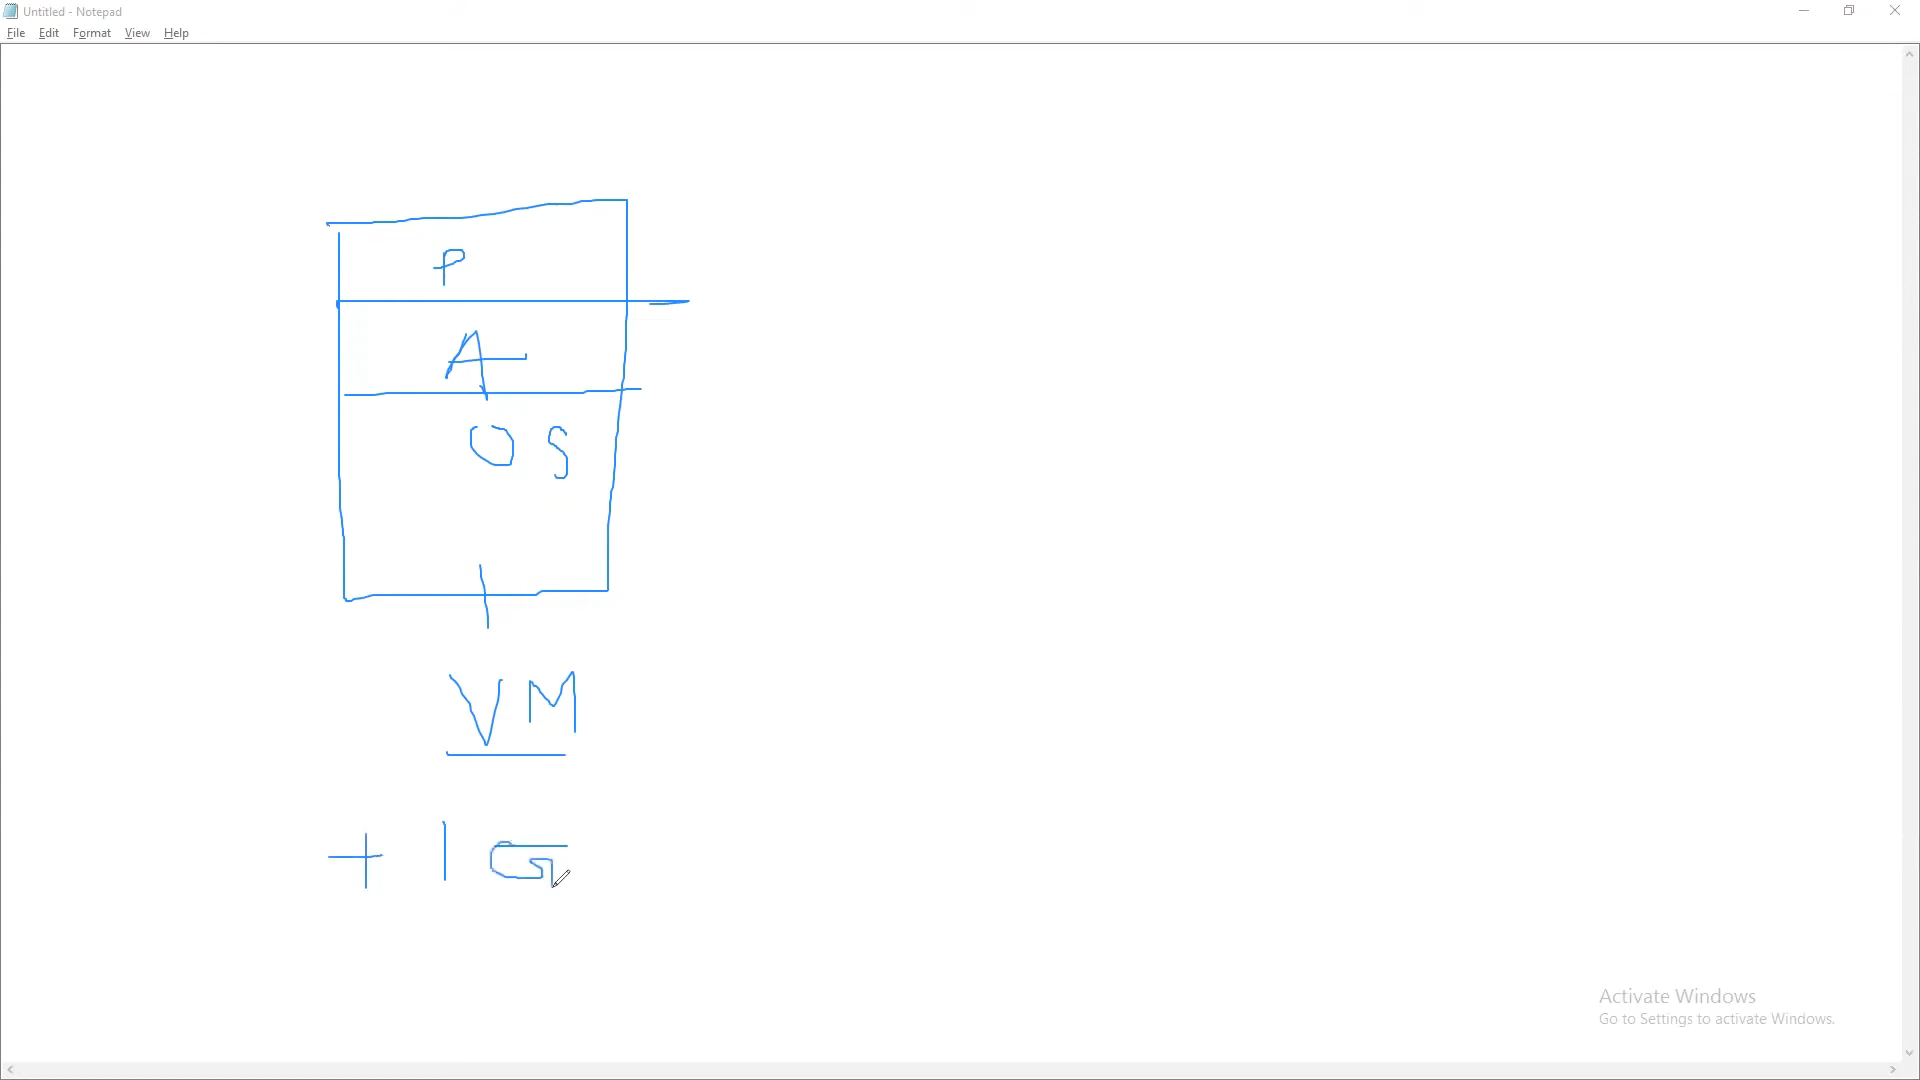 Untitled - Notepad
File Edit Format View Help
P
A
OS
VM
+ 1 G
Activate Windows
Go to Settings to activate Windows.